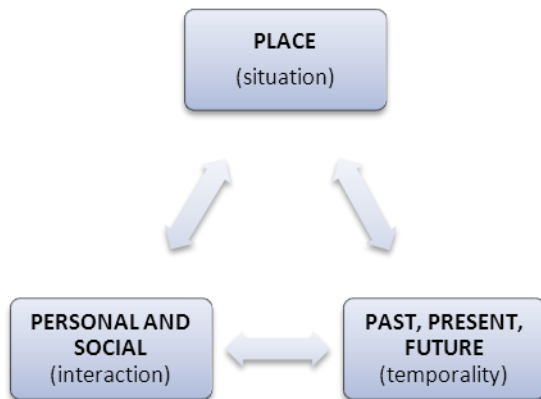 PLACE
(situation)
PERSONAL AND
SOCIAL
(interaction)
PAST, PRESENT,
FUTURE
(temporality)